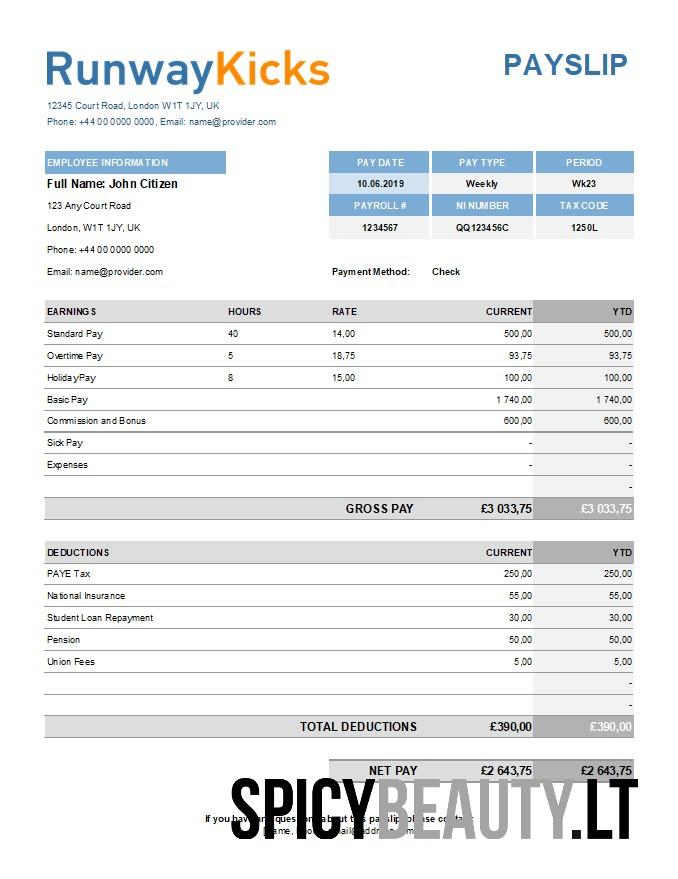 RunwayKicks
PAYSLIP
12345 Court Road, London W1T 1JY, UK
Phone: +44 00 0000 0000, Email: name@provider.com
EMPLOYEE INFORMATION
PAY DATE PAY TYPE PERIOD
Full Name: John Citizen
10.06.2019 Weekly Wk23
123 Any Court Road
PAYROLL # NI NUMBER TAX CODE
London, W1T 1JY, UK
1234567 QQ123456C 1250L
Phone: +44 00 0000 0000
Email: name@provider.com
Payment Method: Check
EARNINGS HOURS RATE CURRENT YTD
Standard Pay 40 14,00 500,00 500,00
Overtime Pay 5 18,75 93,75 93,75
Holiday Pay 8 15,00 100,00 100,00
Basic Pay 1 740,00 1 740,00
Commission and Bonus 600,00 600,00
Sick Pay - -
Expenses - -
-
GROSS PAY £3 033,75 £3 033,75
DEDUCTIONS CURRENT YTD
PAYE Tax 250,00 250,00
National Insurance 55,00 55,00
Student Loan Repayment 30,00 30,00
Pension 50,00 50,00
Union Fees 5,00 5,00
-
-
TOTAL DEDUCTIONS £390,00 £390,00
NET PAY £2 643,75 £2 643,75
SPICYBEAUTY.LT
If you have any about this payslip, please